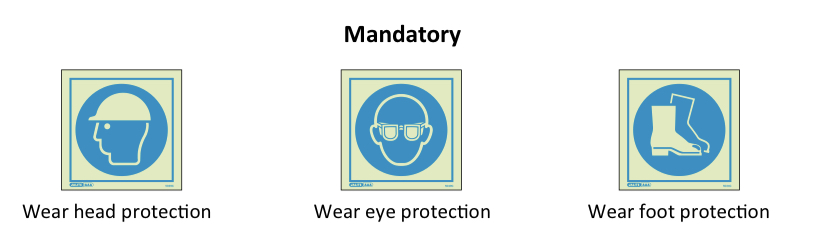 Mandatory
Wear head protection
Wear eye protection
Wear foot protection